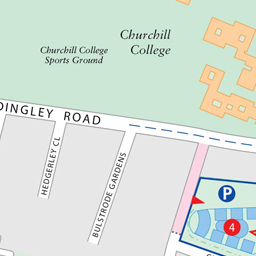 Churchill
College
Churchill College
Sports Ground
DINGLEY ROAD
HEDGERLEY CL
BULSTRODE GARDENS
P
4